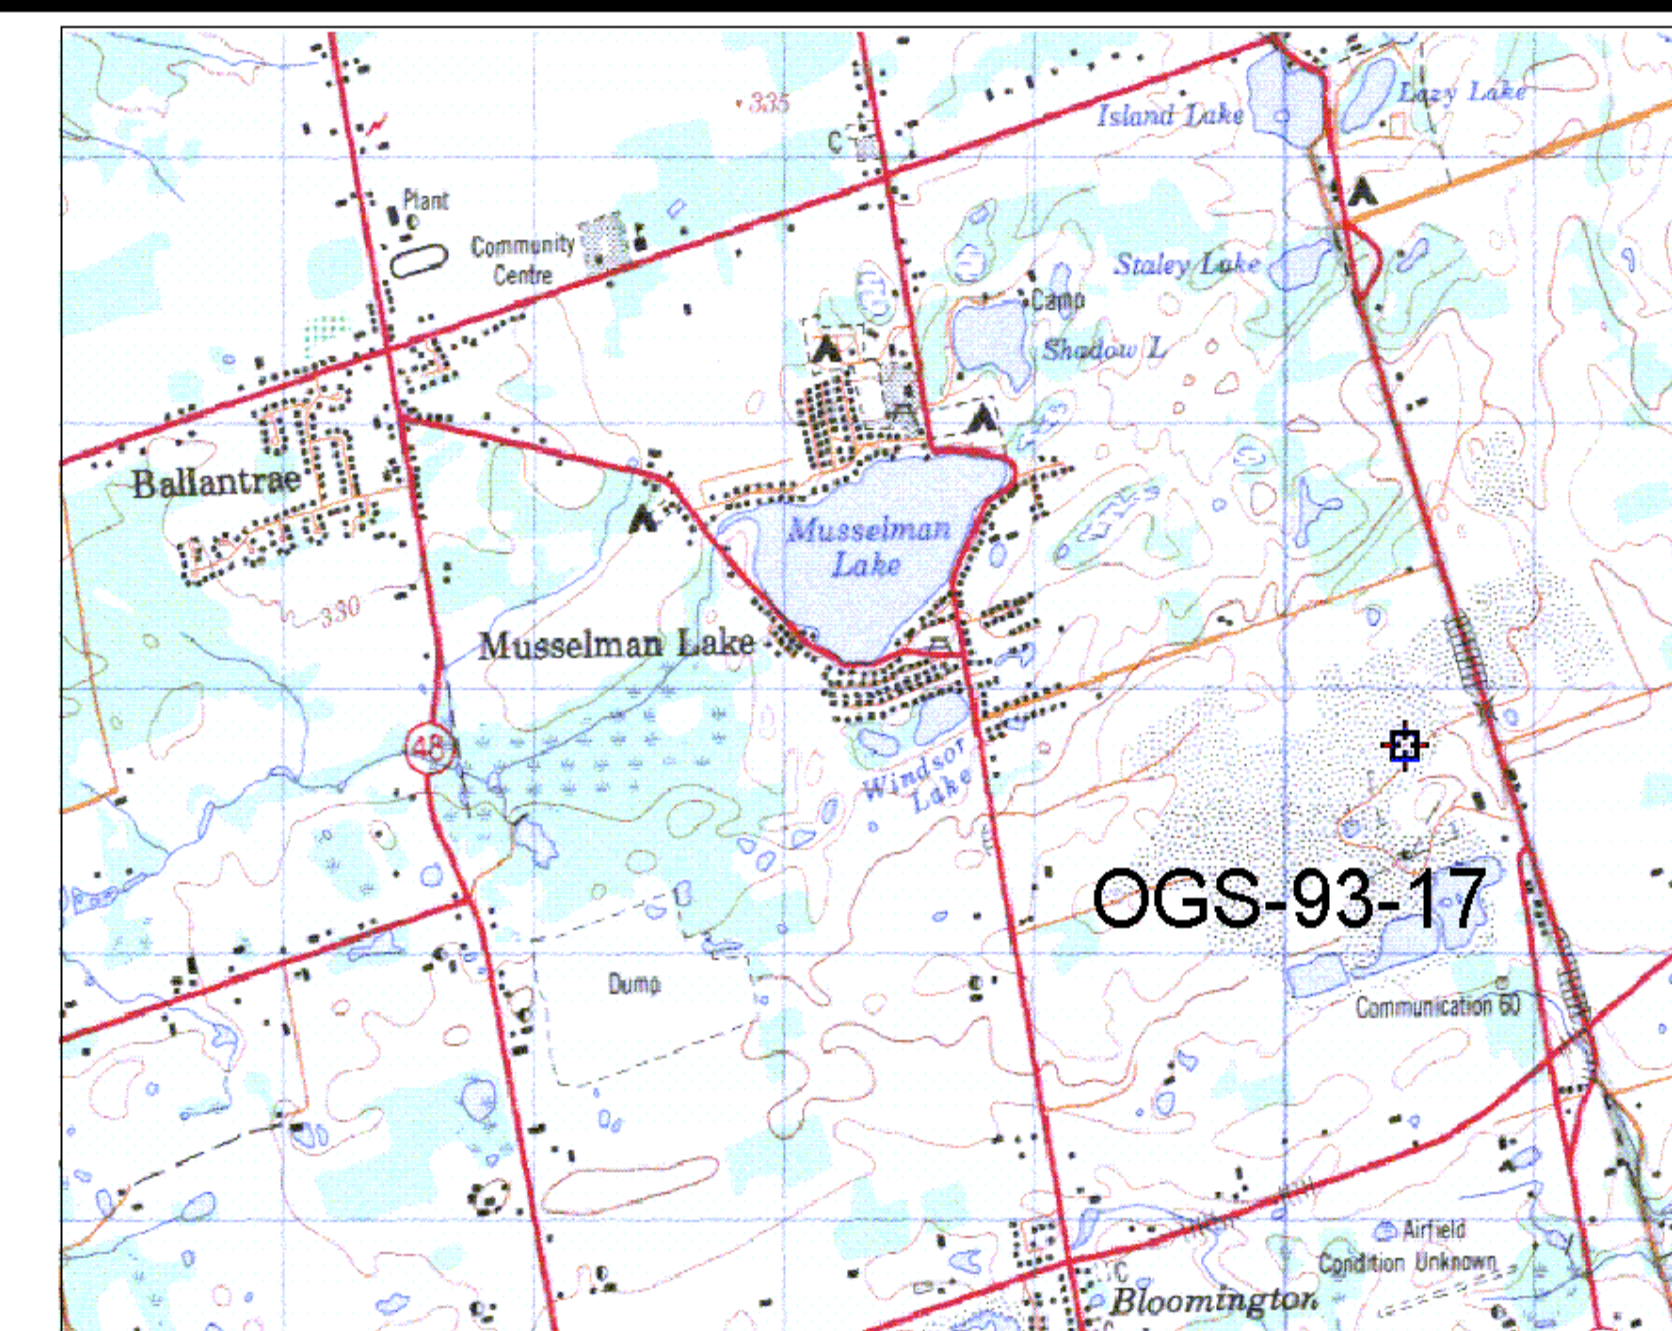 Lazy Lake
335
Island Lake
C
Plant
Community
Centre
Staley Lake
Camp
Shadow L
Ballantrae
Musselman
Lake
330
Musselman Lake
48
Windsor
Lake
OGS-93-17
Dump
Communication 60
Airfield
Condition Unknown
C
Bloomington
C